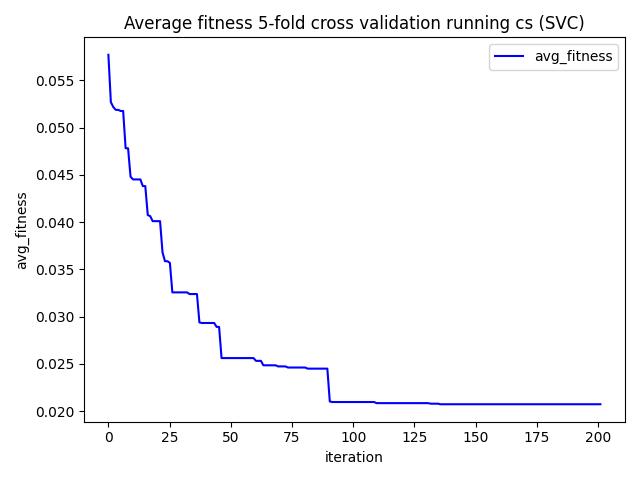 Average fitness 5-fold cross validation running cs (SVC)
avg_fitness
0.055
0.050
0.045
0.040
0.035
0.030
0.025
0.020
avg_fitness
0 25 50 75 100 125 150 175 200
iteration